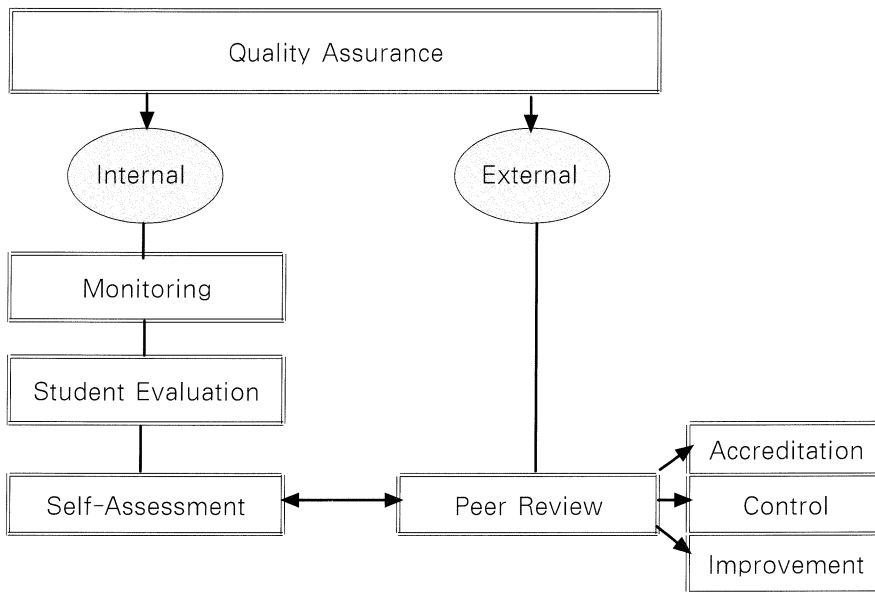 Quality Assurance
Internal
External
Monitoring
Student Evaluation
Self-Assessment
Peer Review
Accreditation
Control
Improvement